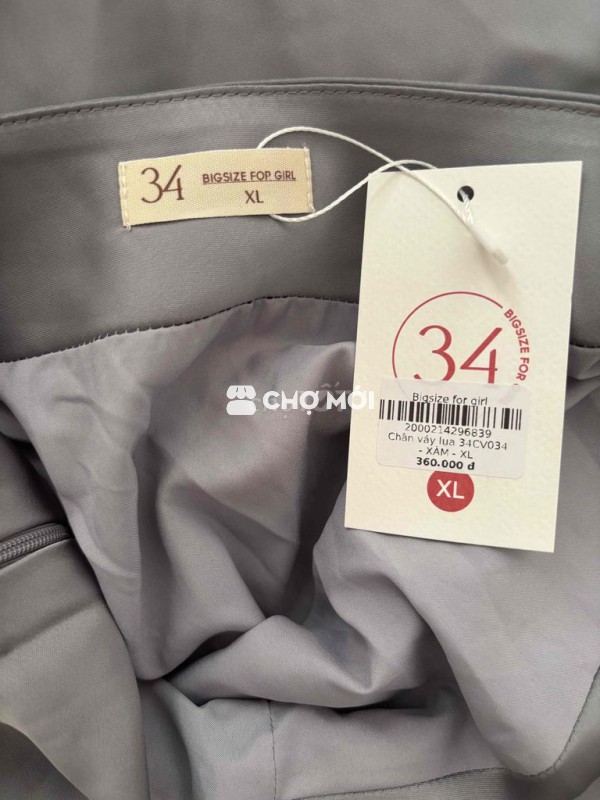 34 BIGSIZE FOP GIRL
XL
34
BIGSIZE FOR
Bigsize for girl
2000214296839
Chân váy lụa 34CV034
- XÁM - XL
360.000 đ
XL
CHỢ MỚI